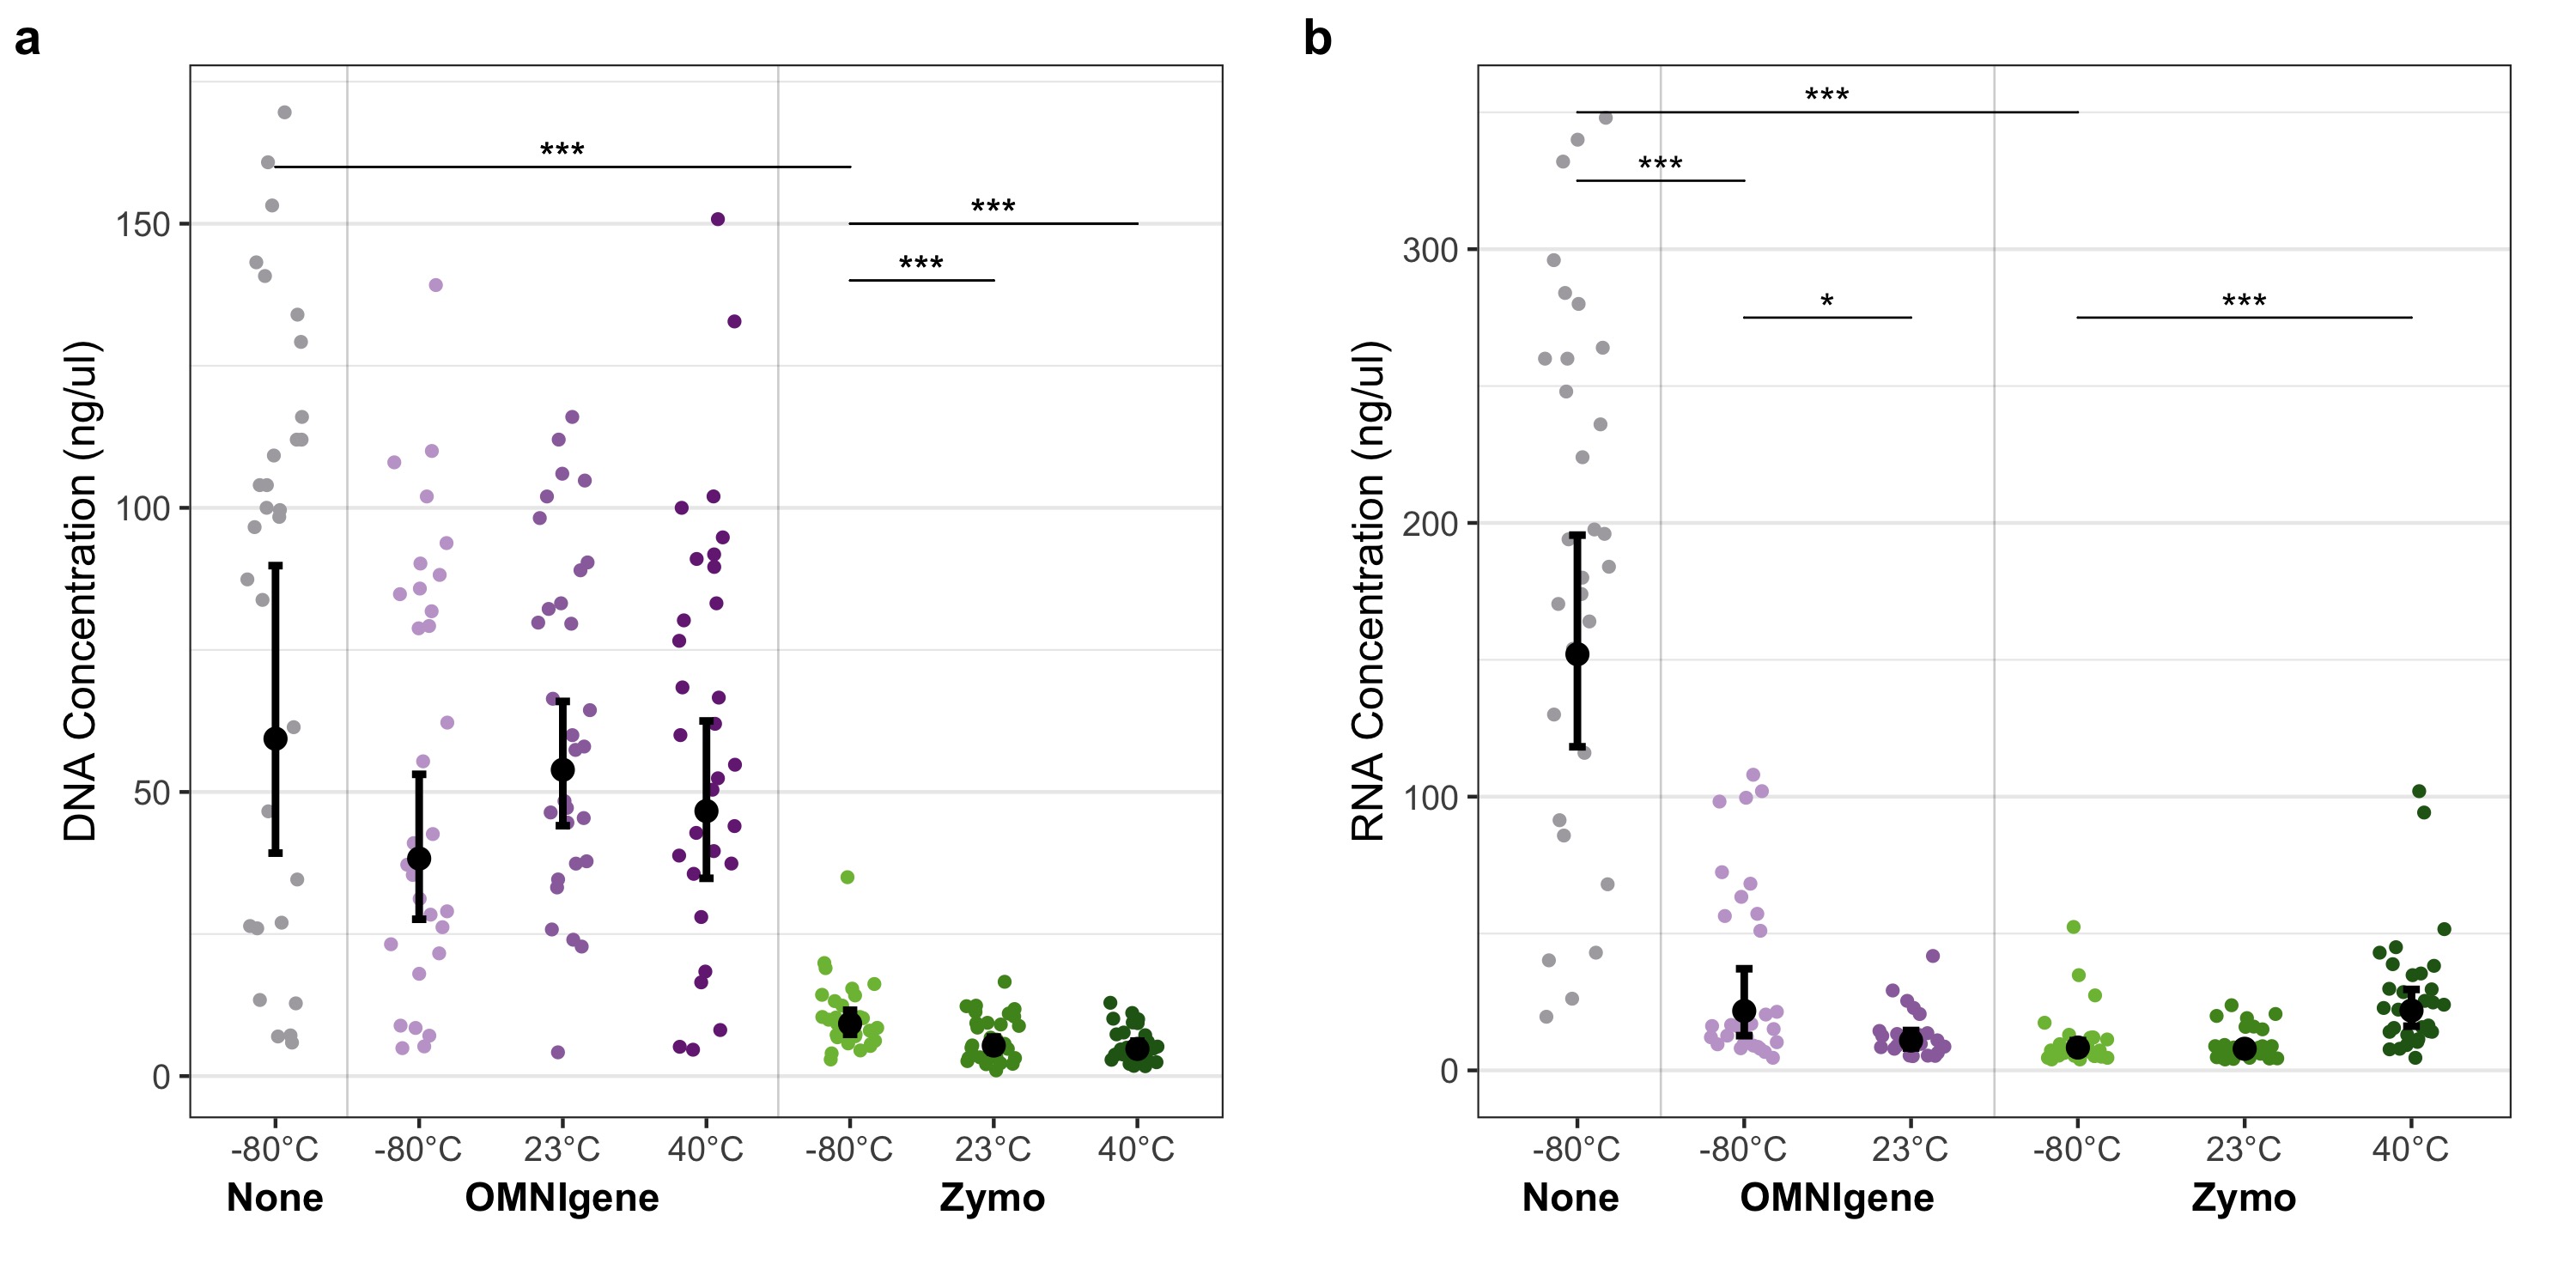 a
DNA Concentration (ng/ul)
150
100
50
0
***
***
***
-80°C -80°C 23°C 40°C -80°C 23°C 40°C
None OMNIgene Zymo
b
RNA Concentration (ng/ul)
300
200
100
0
***
***
* ***
-80°C -80°C 23°C -80°C 23°C 40°C
None OMNIgene Zymo